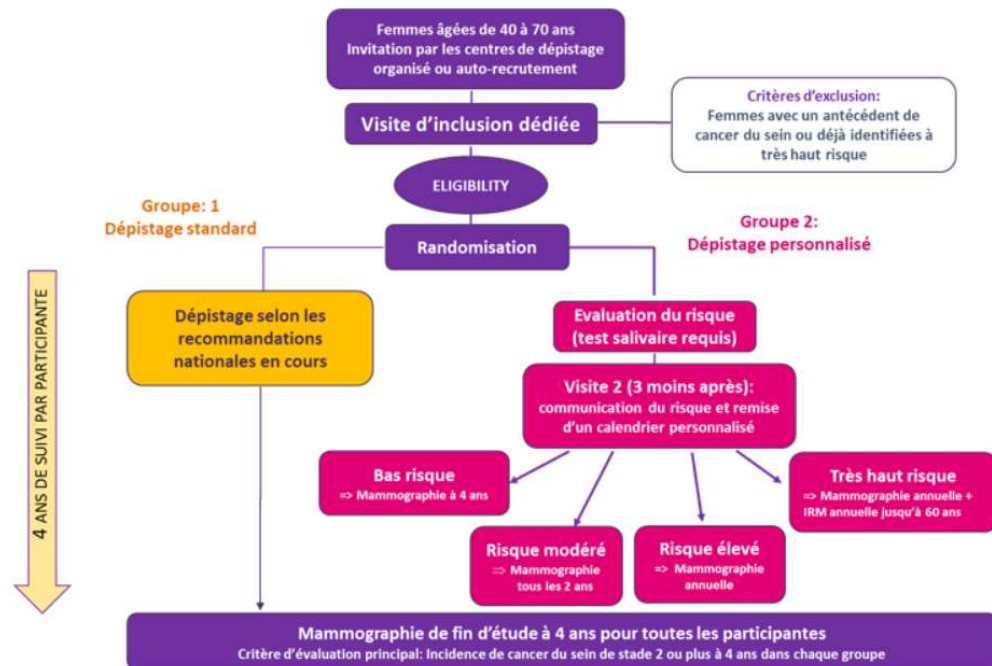 Femmes âgées de 40 à 70 ans
Invitation par les centres de dépistage
organisé ou auto-recrutement
Critères d'exclusion:
Femmes avec un antécédent de
cancer du sein ou déjà identifiées à
très haut risque
Visite d'inclusion dédiée
ELIGIBILITY
Groupe: 1
Dépistage standard
Groupe 2:
Dépistage personnalisé
Randomisation
4 ANS DE SUIVI PAR PARTICIPANTE
Dépistage selon les
recommandations
nationales en cours
Evaluation du risque
(test salivaire requis)
Visite 2 (3 moins après):
communication du risque et remise
d'un calendrier personnalisé
Bas risque
=> Mammographie à 4 ans
Très haut risque
=> Mammographie annuelle +
IRM annuelle jusqu'à 60 ans
Risque modéré
⇒ Mammographie
tous les 2 ans
Risque élevé
=> Mammographie
annuelle
Mammographie de fin d'étude à 4 ans pour toutes les participantes
Critère d'évaluation principal: Incidence de cancer du sein de stade 2 ou plus à 4 ans dans chaque groupe